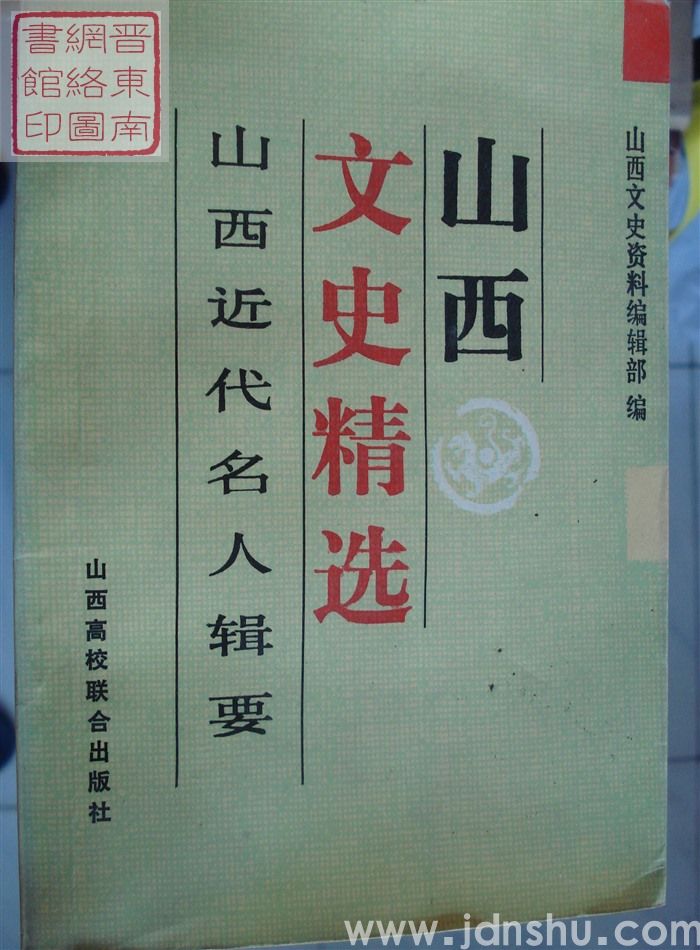 山西文史资料编辑部 编
山西
文史精选
山西近代名人辑要
山西高校联合出版社
晋東南
網絡圖
書館印
www.jdnshu.com